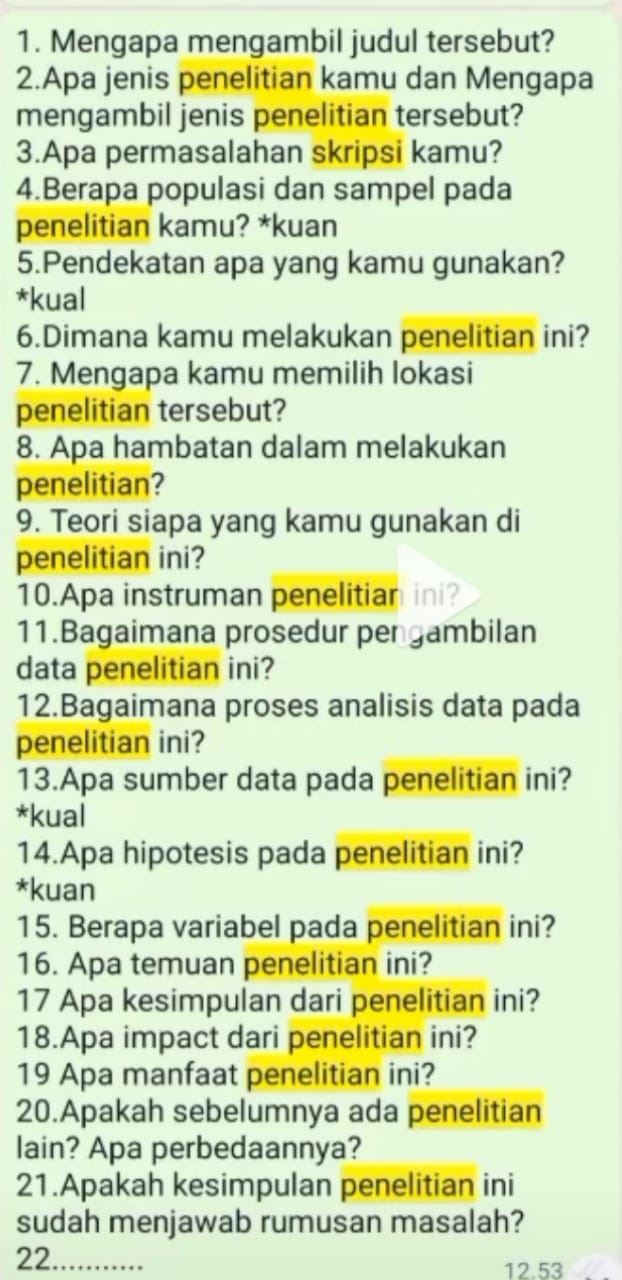 1. Mengapa mengambil judul tersebut?
2.Apa jenis penelitian kamu dan Mengapa
mengambil jenis penelitian tersebut?
3.Apa permasalahan skripsi kamu?
4.Berapa populasi dan sampel pada
penelitian kamu? *kuan
5.Pendekatan apa yang kamu gunakan?
*kual
6.Dimana kamu melakukan penelitian ini?
7. Mengapa kamu memilih lokasi
penelitian tersebut?
8. Apa hambatan dalam melakukan
penelitian?
9. Teori siapa yang kamu gunakan di
penelitian ini?
10.Apa instruman penelitian ini?
11.Bagaimana prosedur pengambilan
data penelitian ini?
12.Bagaimana proses analisis data pada
penelitian ini?
13.Apa sumber data pada penelitian ini?
*kual
14.Apa hipotesis pada penelitian ini?
*kuan
15. Berapa variabel pada penelitian ini?
16. Apa temuan penelitian ini?
17 Apa kesimpulan dari penelitian ini?
18.Apa impact dari penelitian ini?
19 Apa manfaat penelitian ini?
20.Apakah sebelumnya ada penelitian
lain? Apa perbedaannya?
21.Apakah kesimpulan penelitian ini
sudah menjawab rumusan masalah?
22...........
12.53